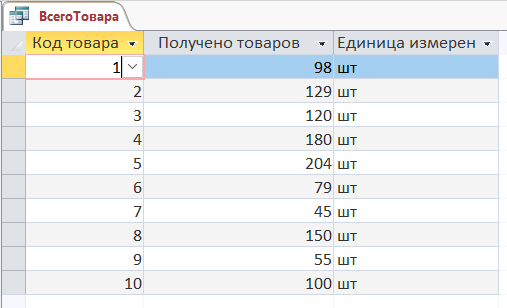 ВсегоТовара
Код товара Получено товаров Единица измерен
1 98 шт
2 129 шт
3 120 шт
4 180 шт
5 204 шт
6 79 шт
7 45 шт
8 150 шт
9 55 шт
10 100 шт